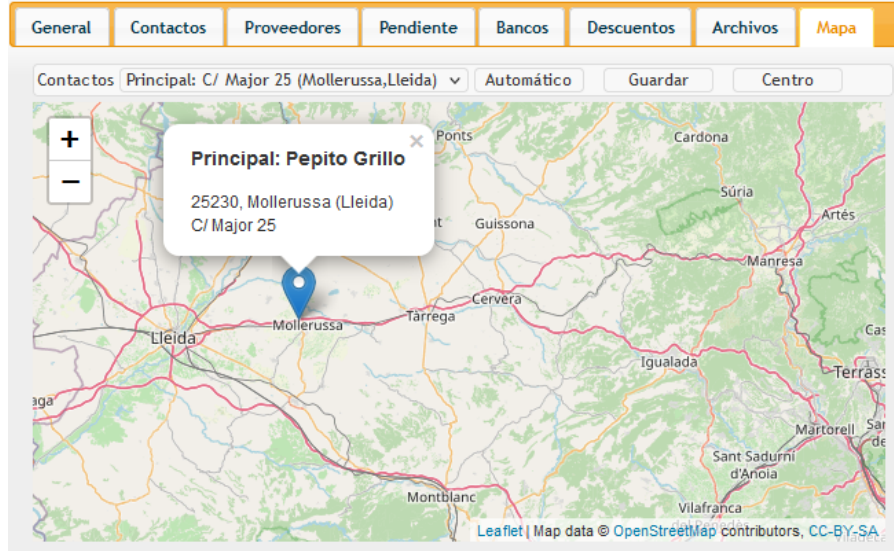 General Contactos Proveedores Pendiente Bancos Descuentos Archivos Mapa
Contactos Principal: C/ Major 25 (Mollerussa,Lleida) Automático Guardar Centro
+
−
Principal: Pepito Grillo ×
25230, Mollerussa (Lleida)
C/ Major 25
Ponts
Cardona
Súria
Artés
Guissona
Manresa
Cervera
Mollerussa
Tàrrega
Lleida
Igualada
Terrass
Martorell
Sant Sadurní
d'Anoia
Montblanc
Vilafranca
del Penedès
Leaflet | Map data © OpenStreetMap contributors, CC-BY-SA